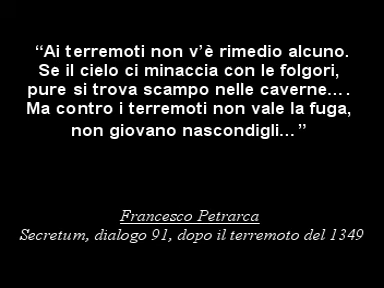 “Ai terremoti non v’è rimedio alcuno.
Se il cielo ci minaccia con le folgori,
pure si trova scampo nelle caverne….
Ma contro i terremoti non vale la fuga,
non giovano nascondigli…”
Francesco Petrarca
Secretum, dialogo 91, dopo il terremoto del 1349